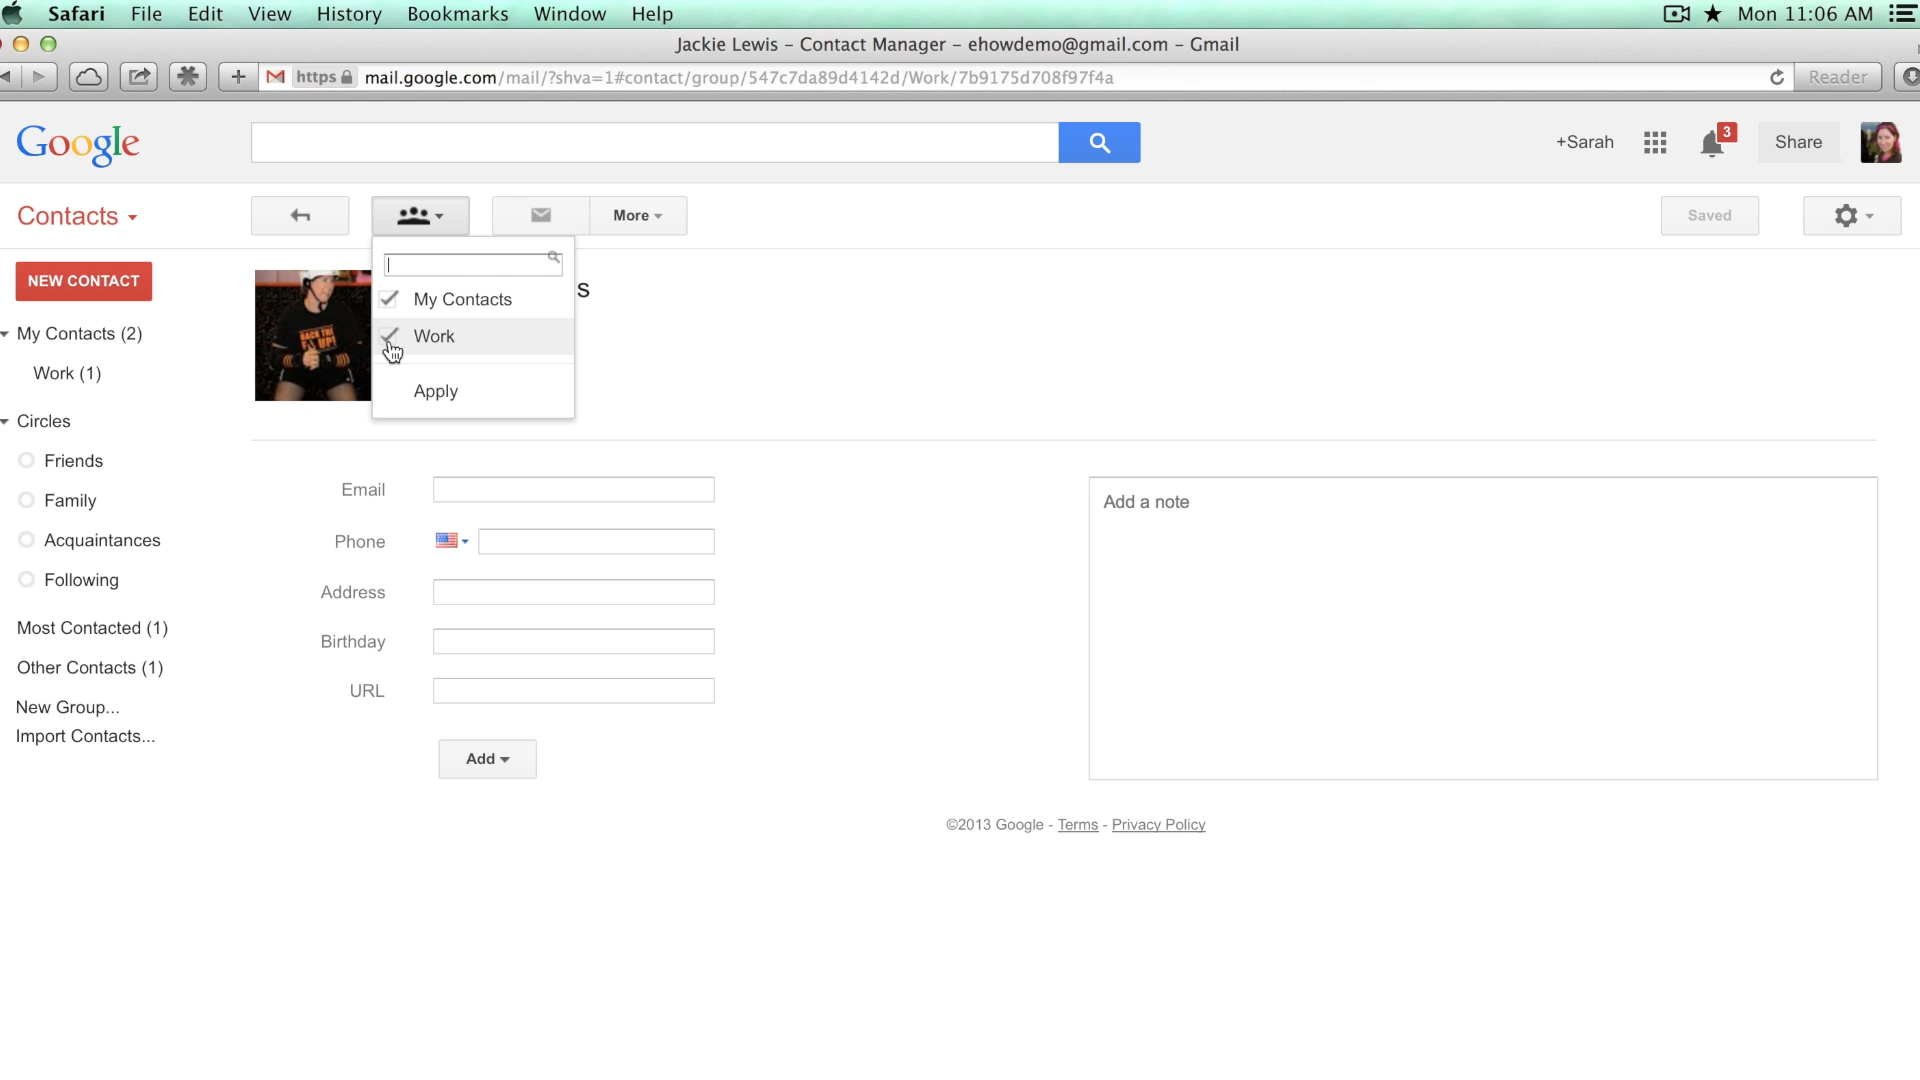 Safari File Edit View History Bookmarks Window Help Mon 11:06 AM
Jackie Lewis – Contact Manager – ehowdemo@gmail.com – Gmail
https mail.google.com/mail/?shva=1#contact/group/547c7da89d4142d/Work/7b9175d708f97f4a Reader
Google +Sarah 3 Share
Contacts More Saved
NEW CONTACT
My Contacts (2)
Work (1)
Circles
Friends
Family
Acquaintances
Following
Most Contacted (1)
Other Contacts (1)
New Group...
Import Contacts...
BACK THE
F UP!
s
My Contacts
Work
Apply
Email
Phone
Address
Birthday
URL
Add
Add a note
©2013 Google - Terms - Privacy Policy